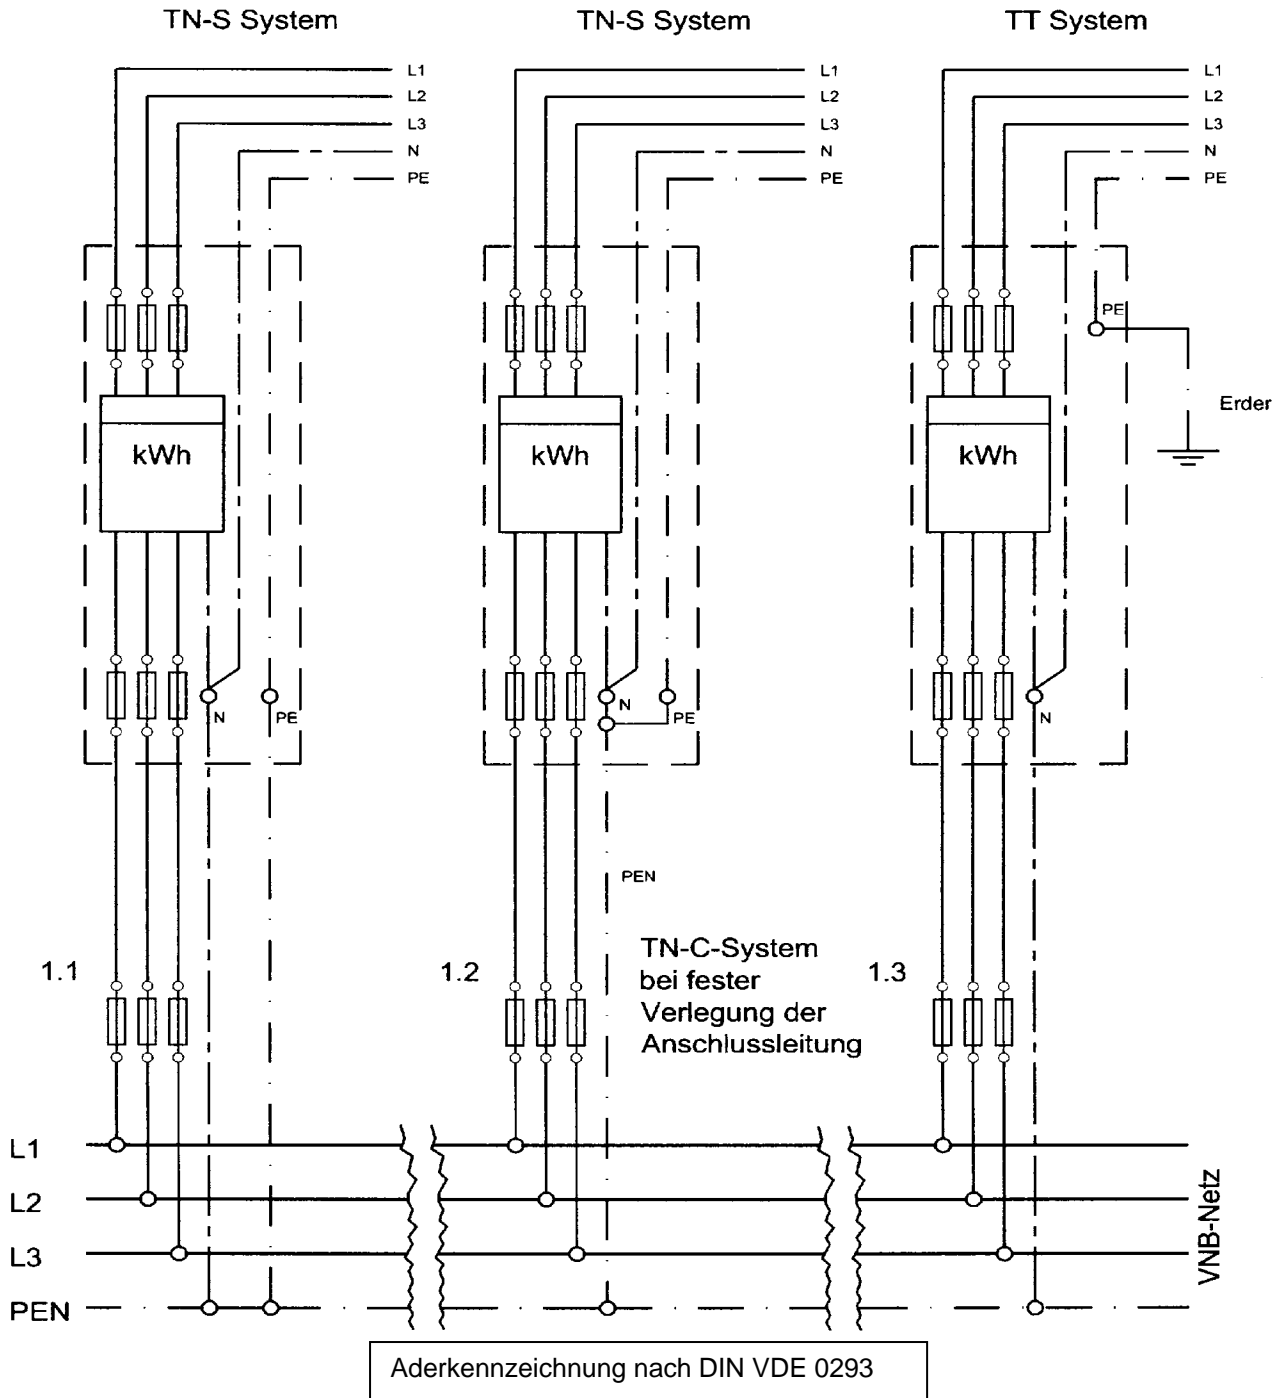 TN-S System
TN-S System
TT System
L1
L2
L3
N
PE
L1
L2
L3
N
PE
L1
L2
L3
N
PE
PE
Erder
kWh
kWh
kWh
N
PE
N
PE
N
PEN
1.1
1.2
TN-C-System
bei fester
Verlegung der
Anschlussleitung
1.3
L1
L2
L3
PEN
VNB-Netz
Aderkennzeichnung nach DIN VDE 0293